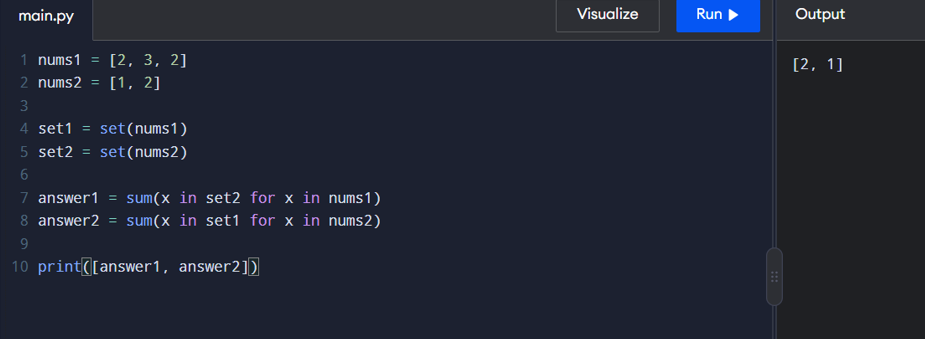 main.py
Visualize
Run
Output
1 nums1 = [2, 3, 2]
2 nums2 = [1, 2]
3
4 set1 = set(nums1)
5 set2 = set(nums2)
6
7 answer1 = sum(x in set2 for x in nums1)
8 answer2 = sum(x in set1 for x in nums2)
9
10 print([answer1, answer2])
[2, 1]